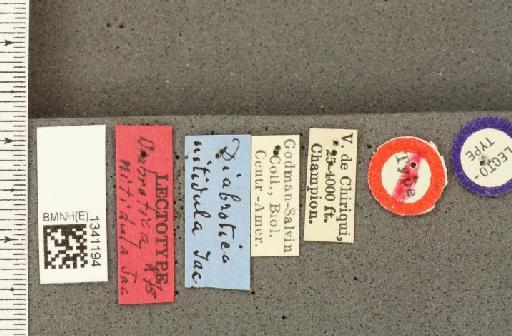 BMNH(E)
1341194
LECTOTYPE
Diabrotica
nitidula Jac
Diabrotica
nitidula Jac
Godman-Salvin
Coll., Biol.
Centr.-Amer.
V. de Chiriqui,
25-4000 ft.
Champion.
Type
LECTO-
TYPE